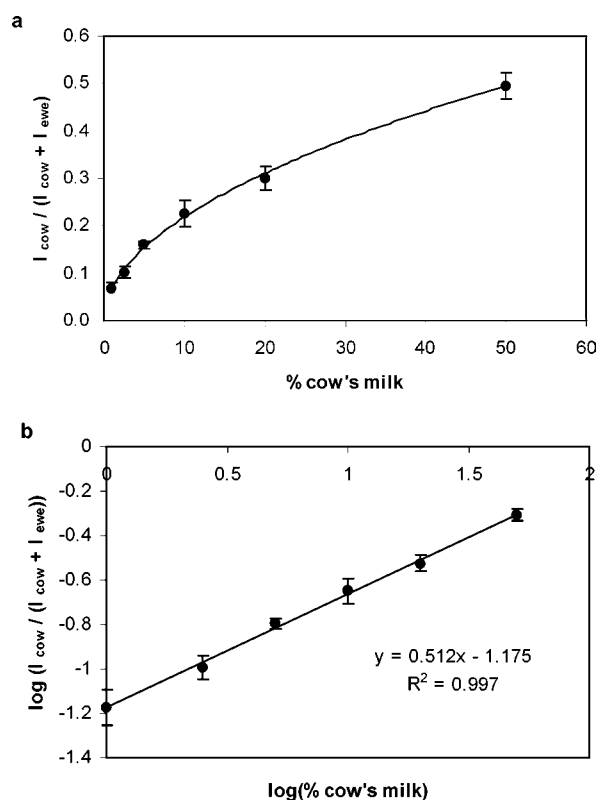 a
0.6
0.5
0.4
0.3
0.2
0.1
0.0
I cow / (I cow + I ewe)
0 10 20 30 40 50 60
% cow's milk
b
0
-0.2
-0.4
-0.6
-0.8
-1
-1.2
-1.4
log (I cow / (I cow + I ewe))
0 0.5 1 1.5 2
y = 0.512x - 1.175
R² = 0.997
log(% cow's milk)